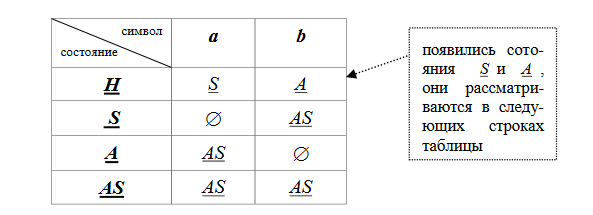 символ
состояние
a b
H S A
S ∅ AS
A AS ∅
AS AS AS
появились сото-
яния S и A ,
они рассматри-
ваются в следу-
ющих строках
таблицы